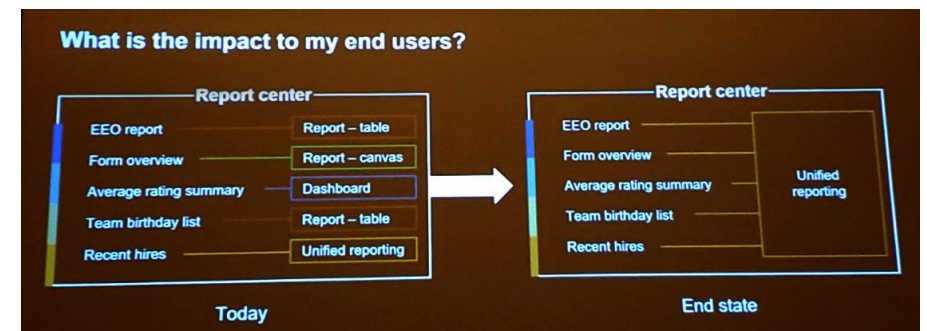 What is the impact to my end users?
Report center
EEO report
Report – table
Form overview
Report – canvas
Average rating summary
Dashboard
Team birthday list
Report – table
Recent hires
Unified reporting
Today
Report center
EEO report
Form overview
Average rating summary
Team birthday list
Recent hires
Unified
reporting
End state